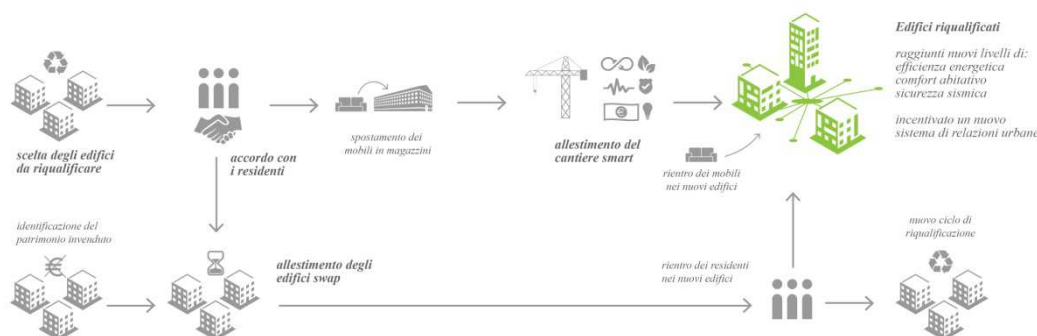 Edifici riqualificati
raggiunti nuovi livelli di:
efficienza energetica
comfort abitativo
sicurezza sismica
incentivato un nuovo
sistema di relazioni urbane
scelta degli edifici
da riqualificare
accordo con
i residenti
spostamento dei
mobili in magazzini
allestimento del
cantiere smart
rientro dei mobili
nei nuovi edifici
identificazione del
patrimonio invenduto
allestimento degli
edifici swap
rientro dei residenti
nei nuovi edifici
nuovo ciclo di
riqualificazione